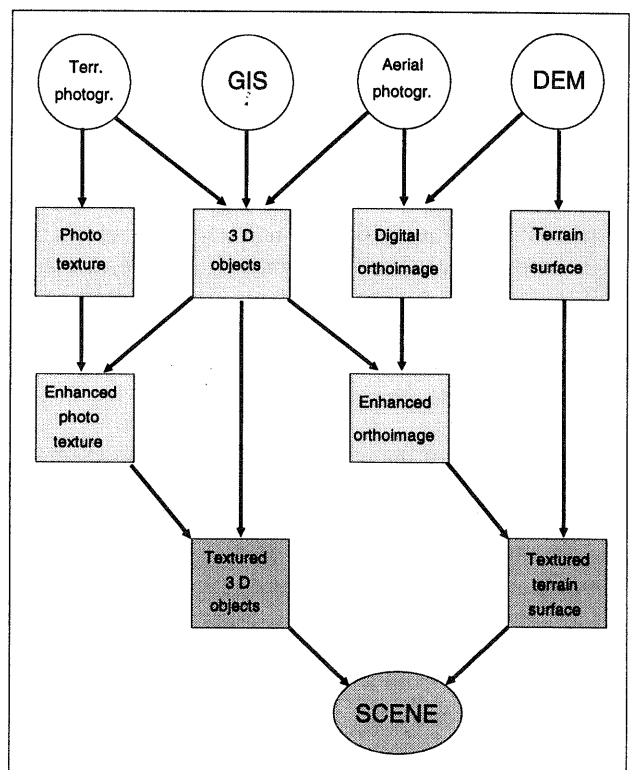 Terr.
photogr.
GIS
Aerial
photogr.
DEM
Photo
texture
3 D
objects
Digital
orthoimage
Terrain
surface
Enhanced
photo
texture
Enhanced
orthoimage
Textured
3 D
objects
Textured
terrain
surface
SCENE